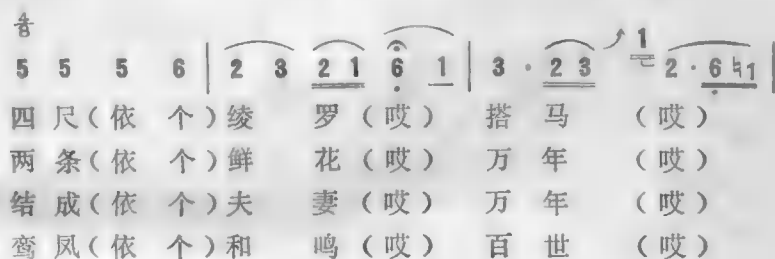 4/8
5 5 5 6 | 2 3 2 1 6 1 | 3 · 2 3 1 2 · 6 ♮1 |
四 尺（依 个）绫 罗（哎） 搭 马 （哎）
两 条（依 个）鲜 花（哎） 万 年 （哎）
结 成（依 个）夫 妻（哎） 万 年 （哎）
鸾 凤（依 个）和 鸣（哎） 百 世 （哎）